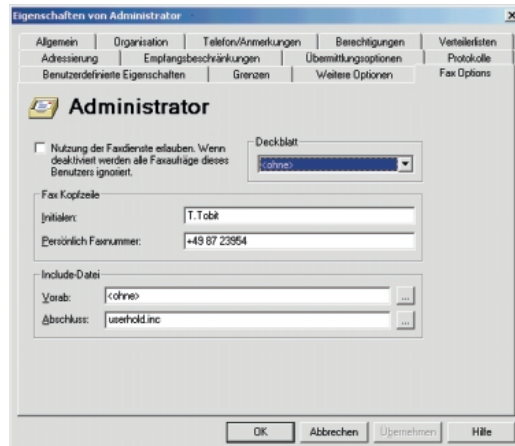 Eigenschaften von Administrator
Allgemein Organisation Telefon/Anmerkungen Berechtigungen Verteilerlisten
Adressierung Empfangsbeschränkungen Übermittlungsoptionen Protokolle
Benutzerdefinierte Eigenschaften Grenzen Weitere Optionen Fax Options
Administrator
Nutzung der Faxdienste erlauben. Wenn
deaktiviert werden alle Faxaufträge dieses
Benutzers ignoriert.
Deckblatt
<ohne>
Fax Kopfzeile
Initialen: T.Tobit
Persönlich Faxnummer: +49 87 23954
Include-Datei
Vorab: <ohne> ...
Abschluss: userhold.inc ...
OK Abbrechen Übernehmen Hilfe